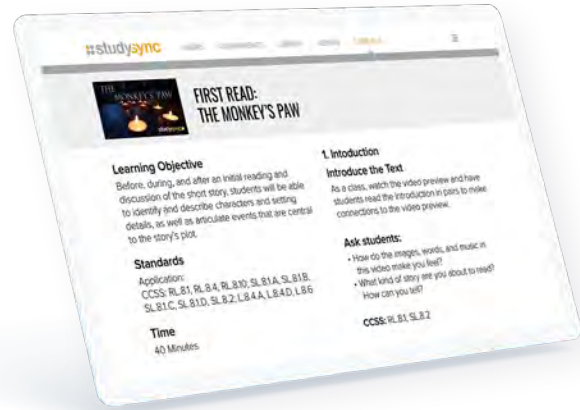 studysync
THE
MONKEY'S PAW
studysync
FIRST READ:
THE MONKEY'S PAW
Learning Objective
Before, during, and after an initial reading and
discussion of the short story, students will be able
to identify and describe characters and setting
details, as well as articulate events that are central
to the story's plot.
Standards
Application:
CCSS: RL.8.1, RL.8.4, RL.8.10, SL.8.1.A, SL.8.1.B,
SL.8.1.C, SL.8.1.D, SL.8.2, L.8.4.A, L.8.4.D, L.8.6
Time
40 Minutes
1. Intoduction
Introduce the Text
As a class, watch the video preview and have
students read the introduction in pairs to make
connections to the video preview.
Ask students:
• How do the images, words, and music in
this video make you feel?
• What kind of story are you about to read?
How can you tell?
CCSS: RL.8.1, SL.8.2